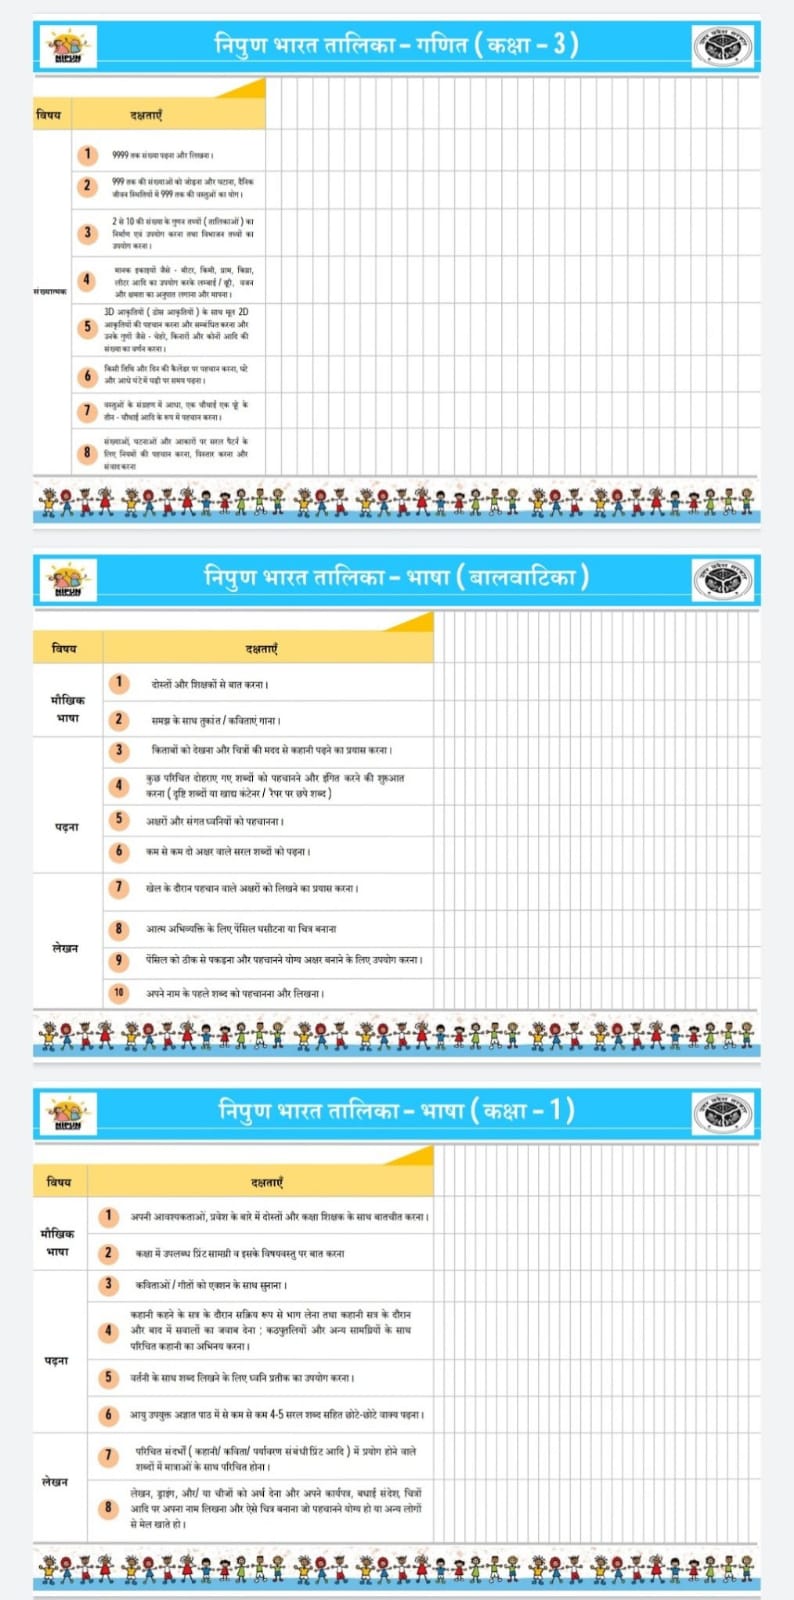 निपुण भारत तालिका – गणित ( कक्षा – 3 )
NIPUN
विषय
दक्षताएँ
संख्यात्मक
1
9999 तक संख्या पढ़ना और लिखना।
2
999 तक की संख्याओं को जोड़ना और घटाना, दैनिक
जीवन स्थितियों में 999 तक की वस्तुओं का योग।
3
2 से 10 की संख्या के गुणन तथ्यों ( तालिकाओं ) का
निर्माण एवं उपयोग करना तथा विभाजन तथ्यों का
उपयोग करना।
4
मानक इकाइयों जैसे - मीटर, किमी, ग्राम, किग्रा,
लीटर आदि का उपयोग करके लम्बाई / दूरी, वजन
और क्षमता का अनुपात लगाना और मापना।
5
3D आकृतियों ( ठोस आकृतियों ) के साथ मूल 2D
आकृतियों की पहचान करना और सम्बंधित करना और
उनके गुणों जैसे - चेहरे, किनारों और कोनों आदि की
संख्या का वर्णन करना।
6
किसी तिथि और दिन की कैलेंडर पर पहचान करना, घंटे
और आधे घंटे में घड़ी पर समय पढ़ना।
7
वस्तुओं के संग्रहण में आधा, एक चौथाई एक पूरे के
तीन - चौथाई आदि के रूप में पहचान करना।
8
संख्याओं, घटनाओं और आकारों पर सरल पैटर्न के
लिए नियमों की पहचान करना, विस्तार करना और
संवाद करना
निपुण भारत तालिका – भाषा ( बालवाटिका )
NIPUN
विषय
दक्षताएँ
मौखिक
भाषा
1
दोस्तों और शिक्षकों से बात करना।
2
समझ के साथ तुकांत / कविताएं गाना।
पढ़ना
3
किताबों को देखना और चित्रों की मदद से कहानी पढ़ने का प्रयास करना।
4
कुछ परिचित दोहराए गए शब्दों को पहचानने और इंगित करने की शुरुआत
करना ( दृष्टि शब्दों या खाद्य कंटेनर / रैपर पर छपे शब्द )
5
अक्षरों और संगत ध्वनियों को पहचानना।
6
कम से कम दो अक्षर वाले सरल शब्दों को पढ़ना।
लेखन
7
खेल के दौरान पहचान वाले अक्षरों को लिखने का प्रयास करना।
8
आत्म अभिव्यक्ति के लिए पेंसिल घसीटना या चित्र बनाना
9
पेंसिल को ठीक से पकड़ना और पहचानने योग्य अक्षर बनाने के लिए उपयोग करना।
10
अपने नाम के पहले शब्द को पहचानना और लिखना।
निपुण भारत तालिका – भाषा ( कक्षा – 1 )
NIPUN
विषय
दक्षताएँ
मौखिक
भाषा
1
अपनी आवश्यकताओं, प्रवेश के बारे में दोस्तों और कक्षा शिक्षक के साथ बातचीत करना।
2
कक्षा में उपलब्ध प्रिंट सामग्री व इसके विषयवस्तु पर बात करना
पढ़ना
3
कविताओं / गीतों को एक्शन के साथ सुनाना।
4
कहानी कहने के सत्र के दौरान सक्रिय रूप से भाग लेना तथा कहानी सत्र के दौरान
और बाद में सवालों का जवाब देना ; कठपुतलियों और अन्य सामग्रियों के साथ
परिचित कहानी का अभिनय करना।
5
वर्तनी के साथ शब्द लिखने के लिए ध्वनि प्रतीक का उपयोग करना।
6
आयु उपयुक्त अज्ञात पाठ में से कम से कम 4-5 सरल शब्द सहित छोटे-छोटे वाक्य पढ़ना।
लेखन
7
परिचित संदर्भों ( कहानी/ कविता/ पर्यावरण संबंधी प्रिंट आदि ) में प्रयोग होने वाले
शब्दों में मात्राओं के साथ परिचित होना।
8
लेखन, ड्राइंग, और/ या चीजों को अर्थ देना और अपने कार्यपत्र, बधाई संदेश, चित्रों
आदि पर अपना नाम लिखना और ऐसे चित्र बनाना जो पहचानने योग्य हो या अन्य लोगों
से मेल खाते हो।